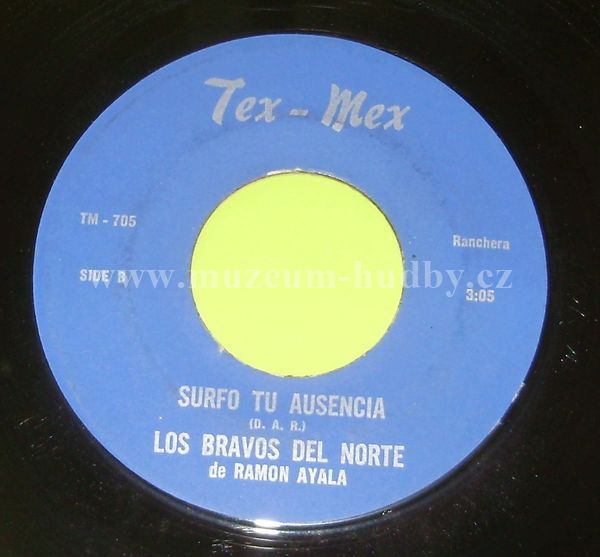 Tex - Mex
TM - 705
Ranchera
SIDE B
www.muzeum-hudby.cz
3:05
SURFO TU AUSENCIA
(D. A. R.)
LOS BRAVOS DEL NORTE
de RAMON AYALA